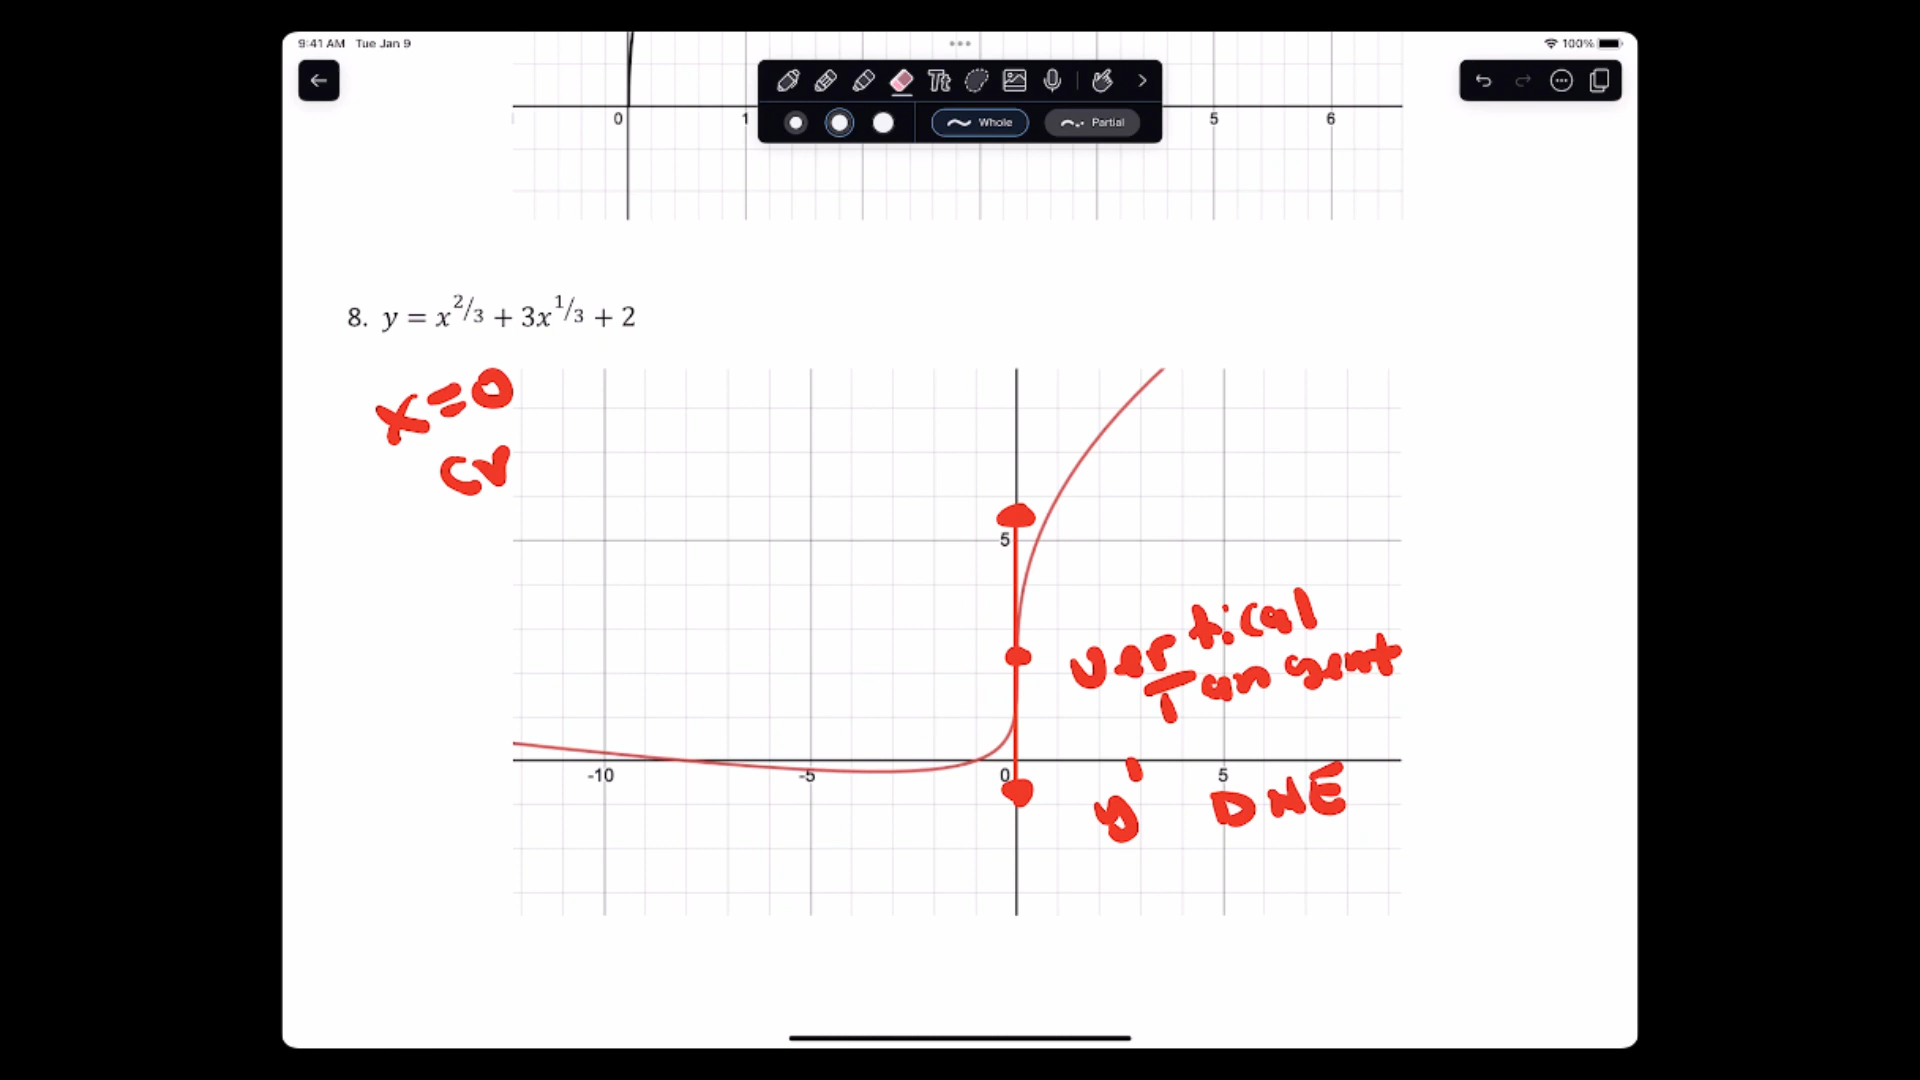 9:41 AM Tue Jan 9
100%
Whole
Partial
0
1
5
6
8. y = x^2/3 + 3x^1/3 + 2
x=0
CV
5
Vertical
Tangent
-10
-5
0
5
y' DNE